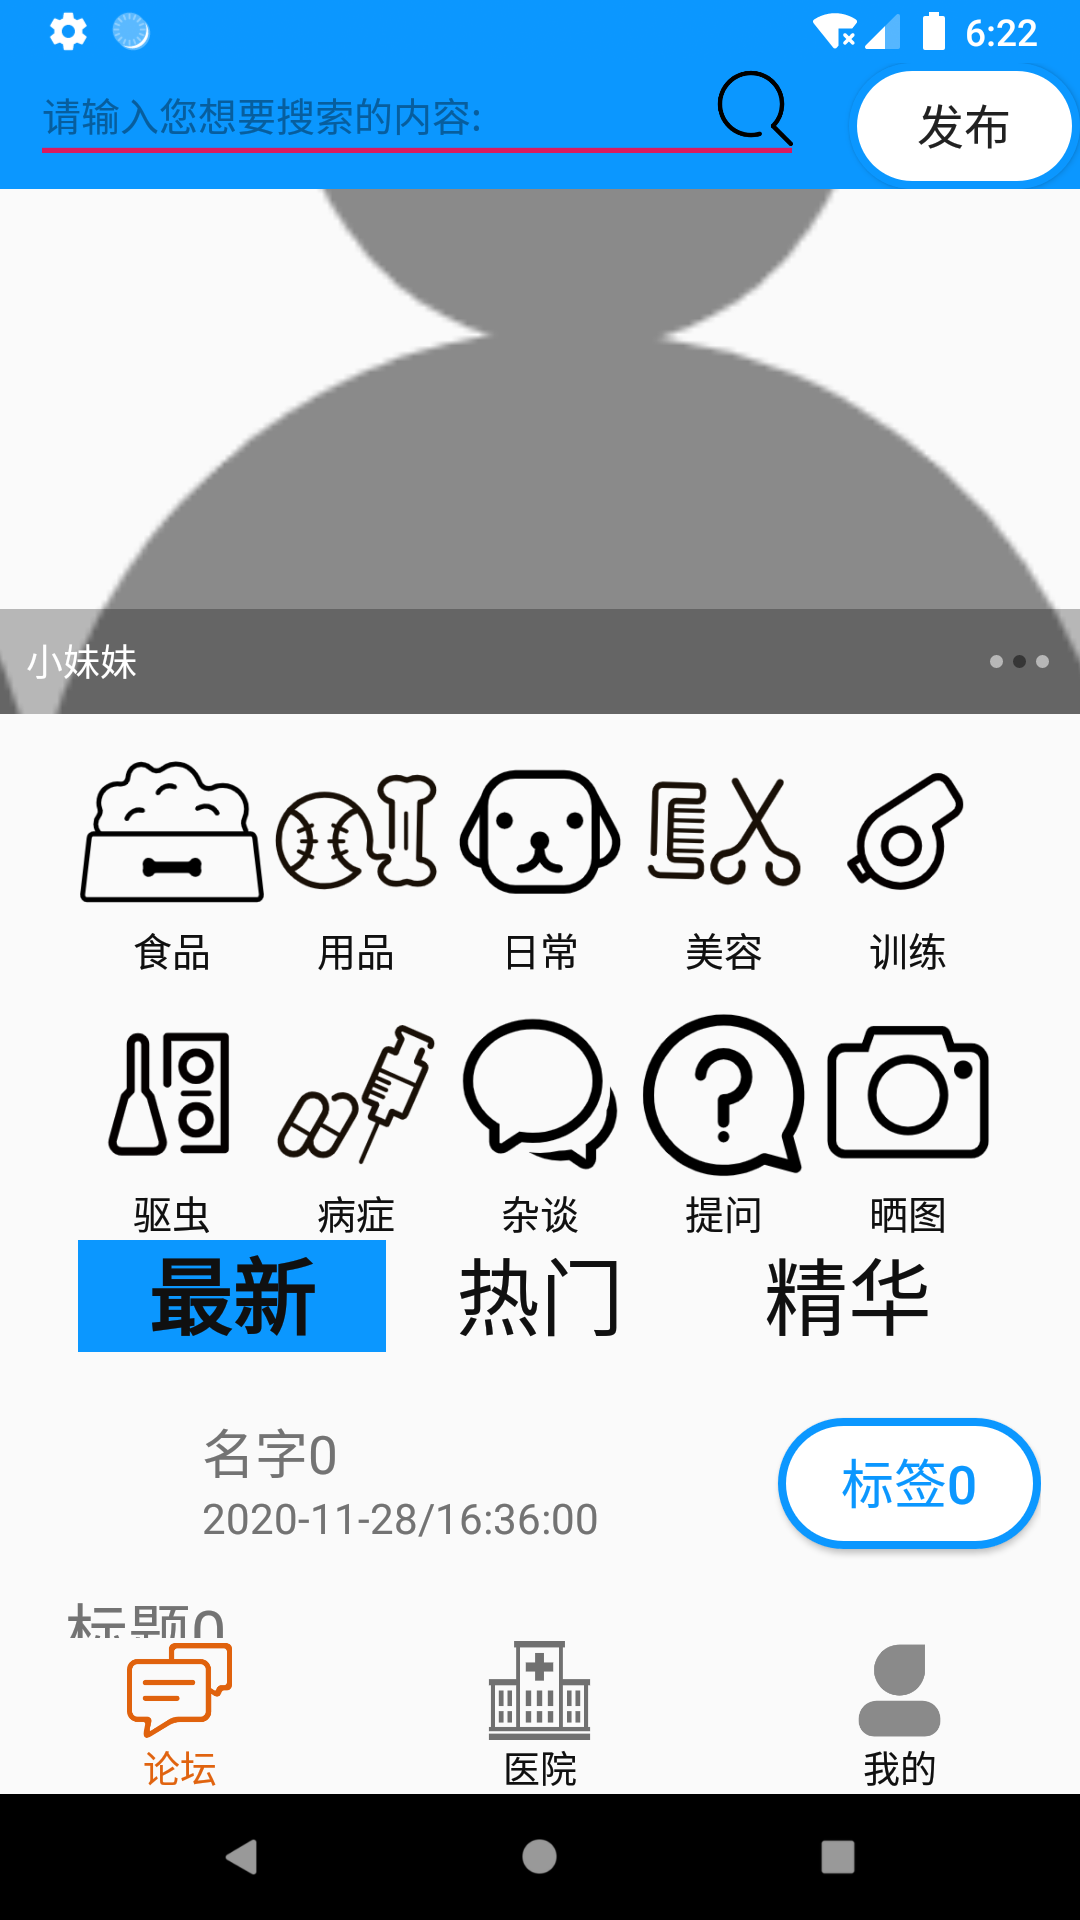 6:22
请输入您想要搜索的内容:
发布
小妹妹
食品 用品 日常 美容 训练
驱虫 病症 杂谈 提问 晒图
最新 热门 精华
名字0
标签0
2020-11-28/16:36:00
标题0
论坛 医院 我的